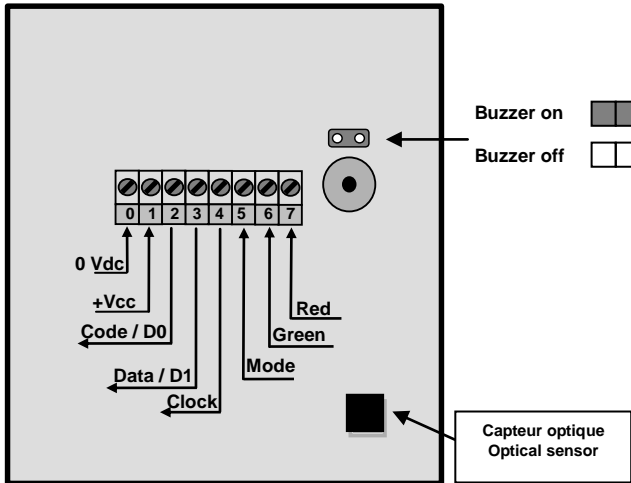 Buzzer on
Buzzer off
0 1 2 3 4 5 6 7
0 Vdc
+Vcc
Red
Code / D0
Green
Mode
Data / D1
Clock
Capteur optique
Optical sensor